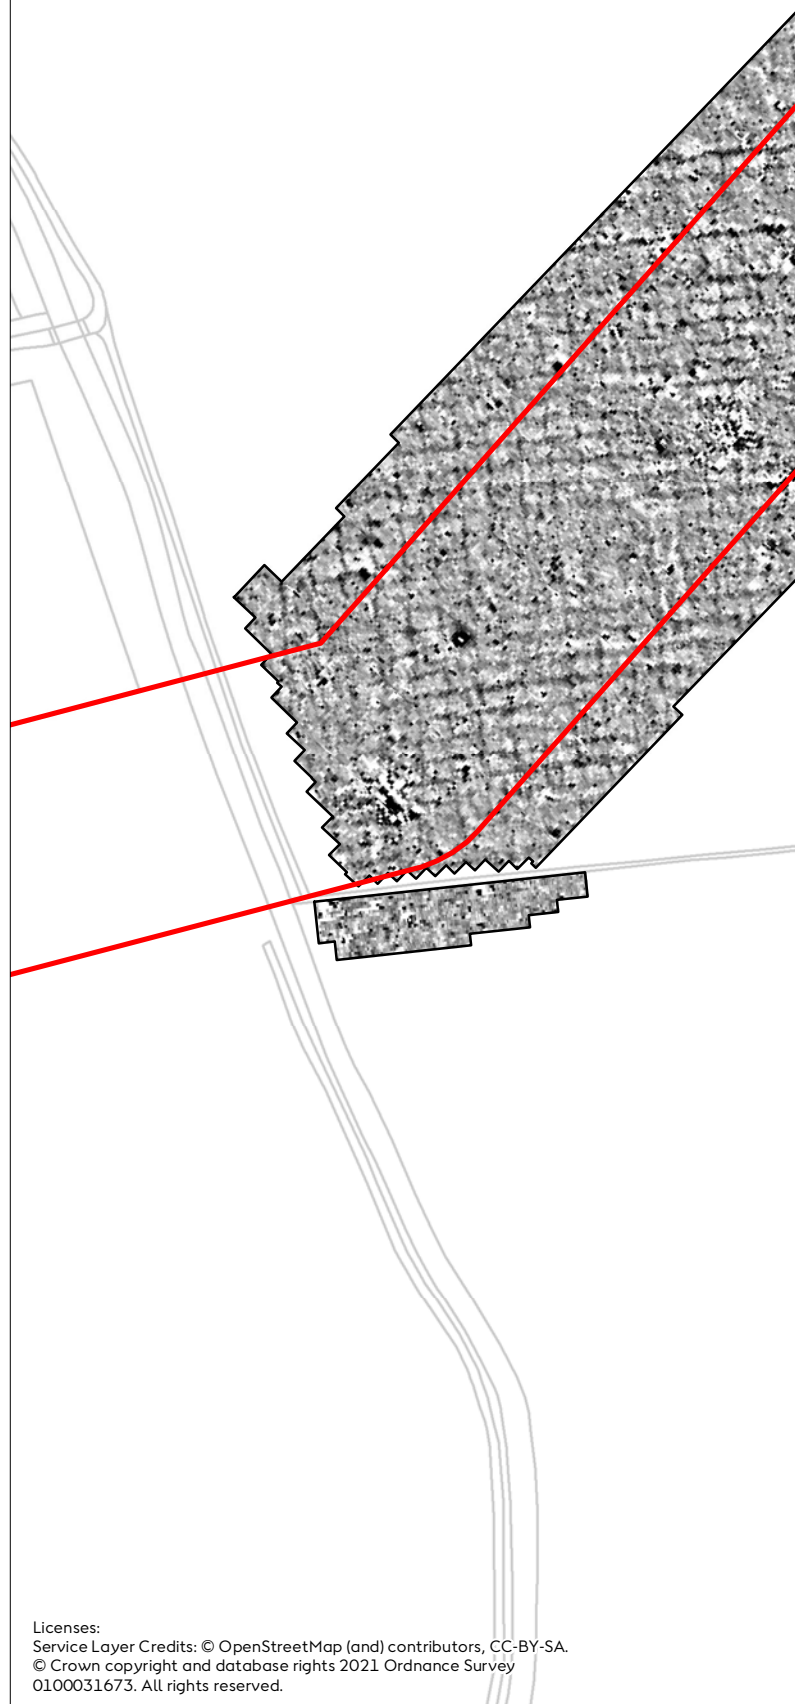 Licenses:
Service Layer Credits: © OpenStreetMap (and) contributors, CC-BY-SA.
© Crown copyright and database rights 2021 Ordnance Survey
0100031673. All rights reserved.